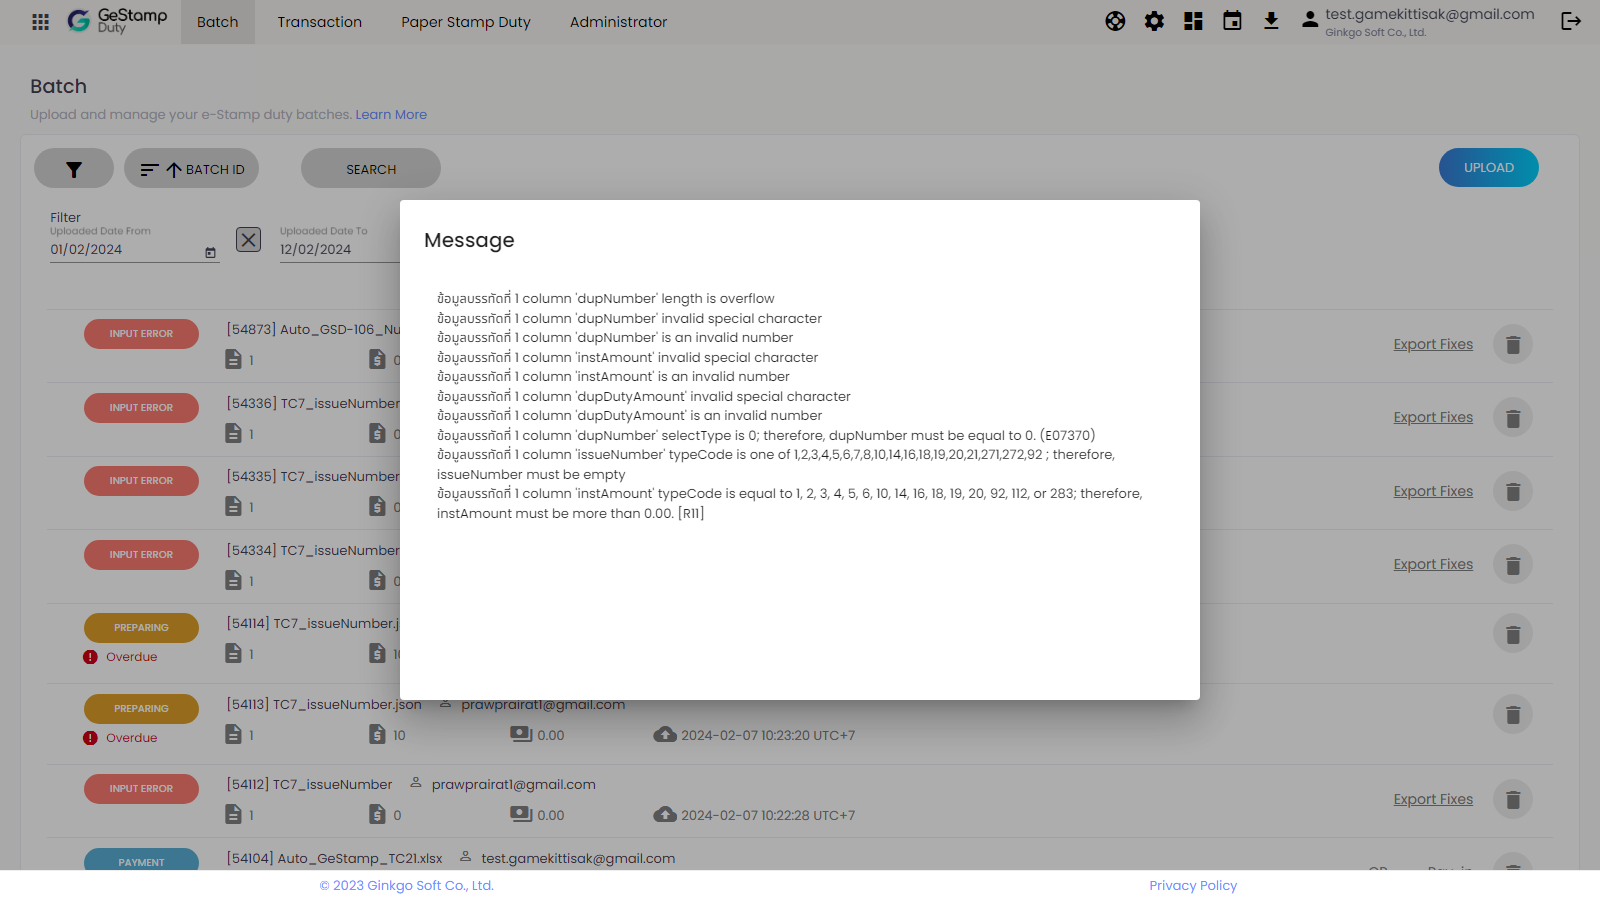 GeStamp
Duty
Batch
Transaction
Paper Stamp Duty
Administrator
test.gamekittisak@gmail.com
Ginkgo Soft Co., Ltd.
Batch
Upload and manage your e-Stamp duty batches. Learn More
BATCH ID
SEARCH
UPLOAD
Filter
Uploaded Date From
01/02/2024
Uploaded Date To
12/02/2024
Message
ข้อมูลบรรทัดที่ 1 column 'dupNumber' length is overflow
ข้อมูลบรรทัดที่ 1 column 'dupNumber' invalid special character
ข้อมูลบรรทัดที่ 1 column 'dupNumber' is an invalid number
ข้อมูลบรรทัดที่ 1 column 'instAmount' invalid special character
ข้อมูลบรรทัดที่ 1 column 'instAmount' is an invalid number
ข้อมูลบรรทัดที่ 1 column 'dupDutyAmount' invalid special character
ข้อมูลบรรทัดที่ 1 column 'dupDutyAmount' is an invalid number
ข้อมูลบรรทัดที่ 1 column 'dupNumber' selectType is 0; therefore, dupNumber must be equal to 0. (E07370)
ข้อมูลบรรทัดที่ 1 column 'issueNumber' typeCode is one of 1,2,3,4,5,6,7,8,10,14,16,18,19,20,21,271,272,92 ; therefore,
issueNumber must be empty
ข้อมูลบรรทัดที่ 1 column 'instAmount' typeCode is equal to 1, 2, 3, 4, 5, 6, 10, 14, 16, 18, 19, 20, 92, 112, or 283; therefore,
instAmount must be more than 0.00. [R11]
INPUT ERROR
[54873] Auto_GSD-106_Nu
1
0
Export Fixes
INPUT ERROR
[54336] TC7_issueNumber
1
0
Export Fixes
INPUT ERROR
[54335] TC7_issueNumber
1
0
Export Fixes
INPUT ERROR
[54334] TC7_issueNumber
1
0
Export Fixes
PREPARING
Overdue
[54114] TC7_issueNumber.j
1
PREPARING
Overdue
[54113] TC7_issueNumber.json
prawprairat1@gmail.com
1
10
0.00
2024-02-07 10:23:20 UTC+7
INPUT ERROR
[54112] TC7_issueNumber
prawprairat1@gmail.com
1
0
0.00
2024-02-07 10:22:28 UTC+7
Export Fixes
PAYMENT
[54104] Auto_GeStamp_TC21.xlsx
test.gamekittisak@gmail.com
© 2023 Ginkgo Soft Co., Ltd.
Privacy Policy